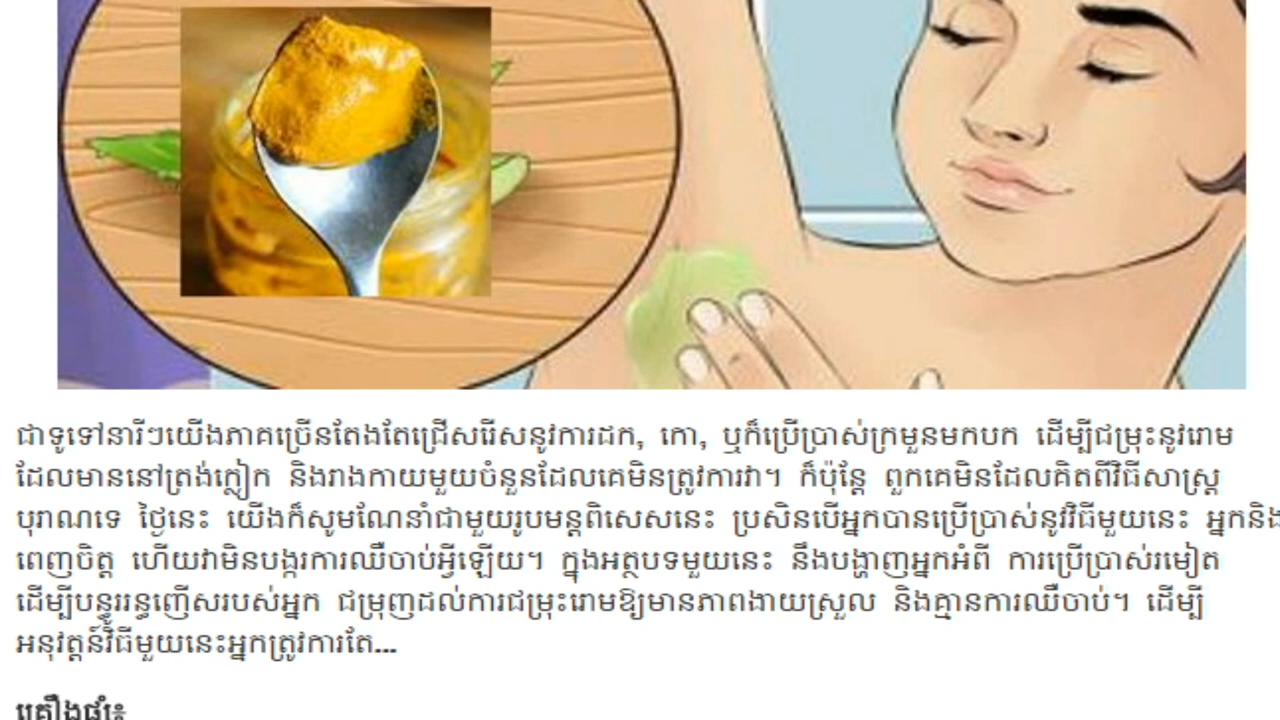 ជាទូទៅនារីៗយើងភាគច្រើនតែងតែជ្រើសរើសនូវការដក, កោ, ឬក៏ប្រើប្រាស់ក្រមួនមកបក ដើម្បីជម្រុះនូវរោម
ដែលមាននៅត្រង់ក្លៀក និងរាងកាយមួយចំនួនដែលគេមិនត្រូវការវា។ ក៏ប៉ុន្តែ ពួកគេមិនដែលគិតពីវិធីសាស្ត្រ
បុរាណទេ ថ្ងៃនេះ យើងក៏សូមណែនាំជាមួយរូបមន្តពិសេសនេះ ប្រសិនបើអ្នកបានប្រើប្រាស់នូវវិធីមួយនេះ អ្នកនិង
ពេញចិត្ត ហើយវាមិនបង្ករការឈឺចាប់អ្វីឡើយ។ ក្នុងអត្ថបទមួយនេះ នឹងបង្ហាញអ្នកអំពី ការប្រើប្រាស់រមៀត
ដើម្បីបន្ធូររន្ធញើសរបស់អ្នក ជម្រុញដល់ការជម្រុះរោមឱ្យមានភាពងាយស្រួល និងគ្មានការឈឺចាប់។ ដើម្បី
អនុវត្តន៍វិធីមួយនេះអ្នកត្រូវការតែ...
គ្រឿងផ្សំ៖